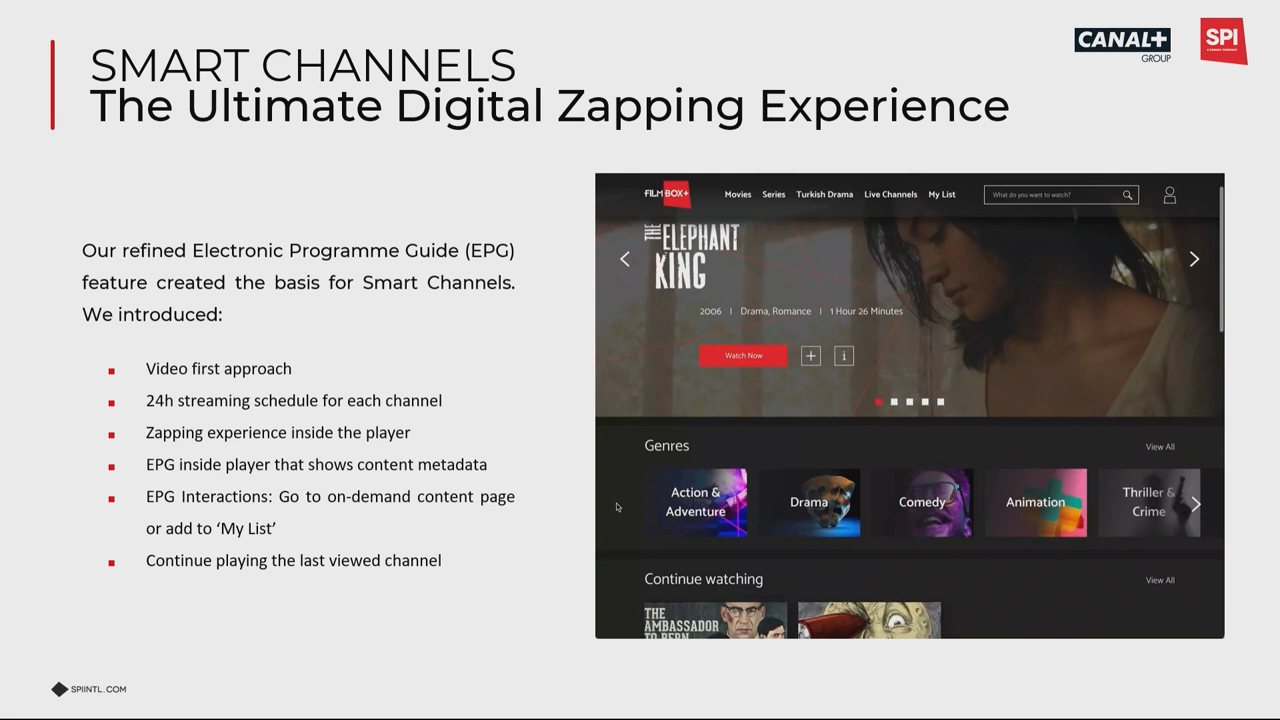 SMART CHANNELS
The Ultimate Digital Zapping Experience
CANAL+
GROUP
SPI
Our refined Electronic Programme Guide (EPG)
feature created the basis for Smart Channels.
We introduced:
Video first approach
24h streaming schedule for each channel
Zapping experience inside the player
EPG inside player that shows content metadata
EPG Interactions: Go to on-demand content page
or add to ‘My List’
Continue playing the last viewed channel
FILMBOX+ Movies Series Turkish Drama Live Channels My List What do you want to watch?
THE ELEPHANT
KING
2006 I Drama, Romance I 1 Hour 26 Minutes
Watch Now + i
Genres View All
Action &
Adventure
Drama
Comedy
Animation
Thriller &
Crime
Continue watching View All
THE
AMBASSADOR
TO BERN
SPIINTL.COM